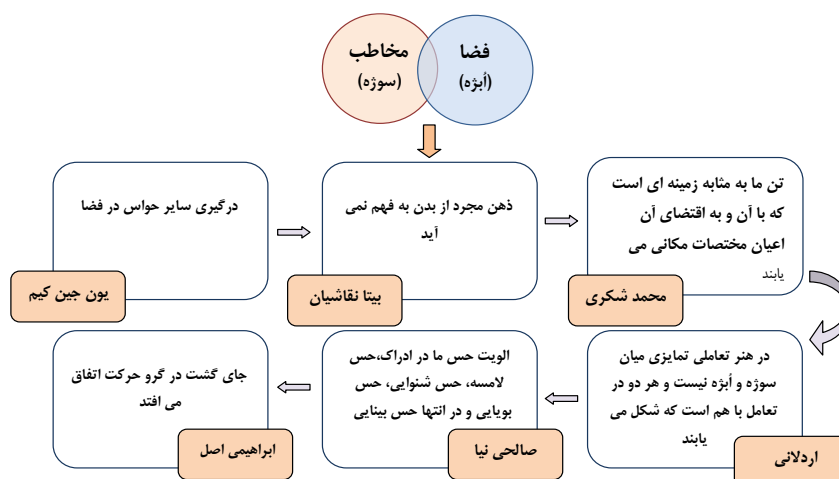 فضا
(اُبژه)
مخاطب
(سوژه)
درگیری سایر حواس در فضا
یون جین کیم
ذهن مجرد از بدن به فهم نمی
آید
بیتا نقاشیان
تن ما به مثابه زمینه ای است
که با آن و به اقتضای آن
اعیان مختصات مکانی می
یابند
محمد شکری
در هنر تعاملی تمایزی میان
سوژه و اُبژه نیست و هر دو در
تعامل با هم است که شکل می
یابند
اردلانی
الویت حس ما در ادراک،حس
لامسه، حس شنوایی، حس
بویایی و در انتها حس بینایی
صالحی نیا
جای گشت در گرو حرکت اتفاق
می افتد
ابراهیمی اصل